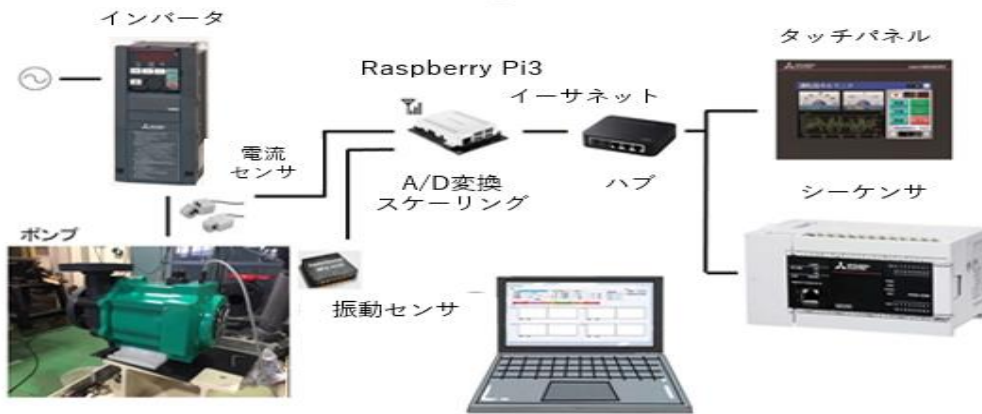 インバータ
タッチパネル
Raspberry Pi3
イーサネット
電流
センサ
A/D変換
スケーリング
ハブ
シーケンサ
ポンプ
振動センサ